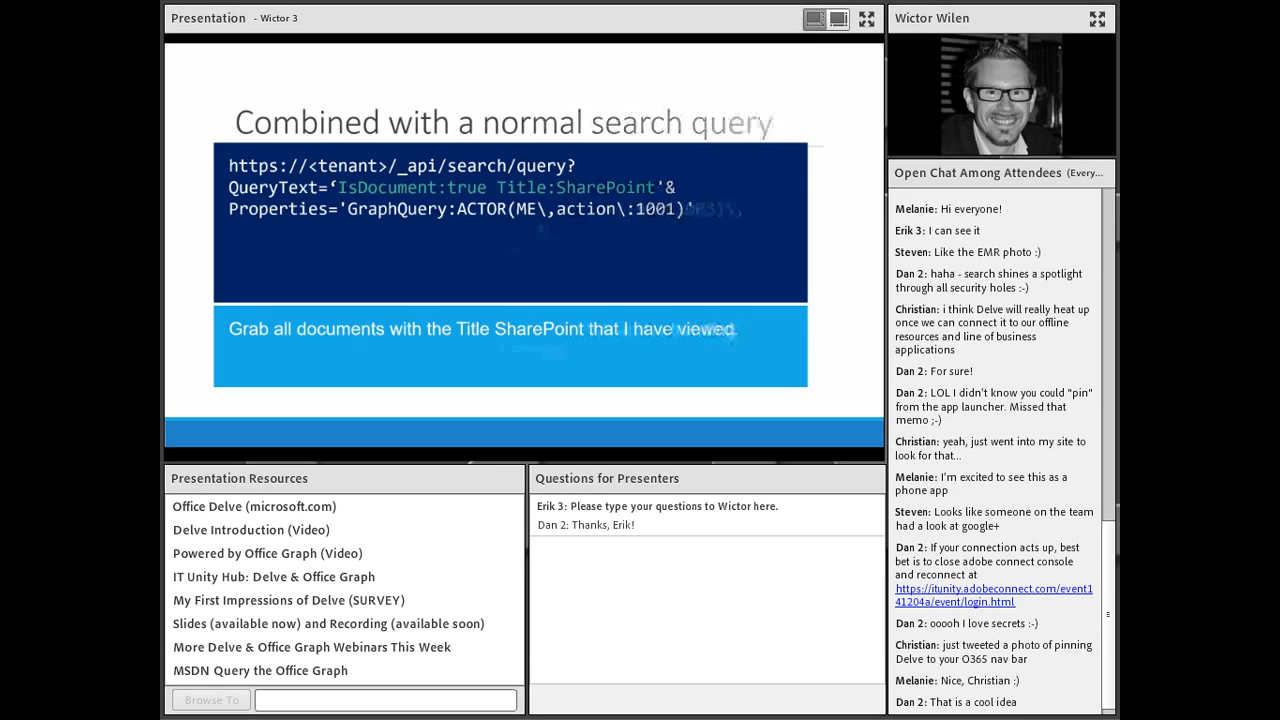 Presentation - Wictor 3
Combined with a normal search query
https://<tenant>/_api/search/query?
QueryText=‘IsDocument:true Title:SharePoint'&
Properties='GraphQuery:ACTOR(ME\,action\:1001)'
Grab all documents with the Title SharePoint that I have viewed
Presentation Resources
Office Delve (microsoft.com)
Delve Introduction (Video)
Powered by Office Graph (Video)
IT Unity Hub: Delve & Office Graph
My First Impressions of Delve (SURVEY)
Slides (available now) and Recording (available soon)
More Delve & Office Graph Webinars This Week
MSDN Query the Office Graph
Browse To
Questions for Presenters
Erik 3: Please type your questions to Wictor here.
Dan 2: Thanks, Erik!
Wictor Wilen
Open Chat Among Attendees (Every...
Melanie: Hi everyone!
Erik 3: I can see it
Steven: Like the EMR photo :)
Dan 2: haha - search shines a spotlight
through all security holes :-)
Christian: i think Delve will really heat up
once we can connect it to our offline
resources and line of business
applications
Dan 2: For sure!
Dan 2: LOL I didn't know you could "pin"
from the app launcher. Missed that
memo ;-)
Christian: yeah, just went into my site to
look for that...
Melanie: I'm excited to see this as a
phone app
Steven: Looks like someone on the team
had a look at google+
Dan 2: If your connection acts up, best
bet is to close adobe connect console
and reconnect at
https://itunity.adobeconnect.com/event1
41204a/event/login.html
Dan 2: ooooh I love secrets :-)
Christian: just tweeted a photo of pinning
Delve to your O365 nav bar
Melanie: Nice, Christian :)
Dan 2: That is a cool idea